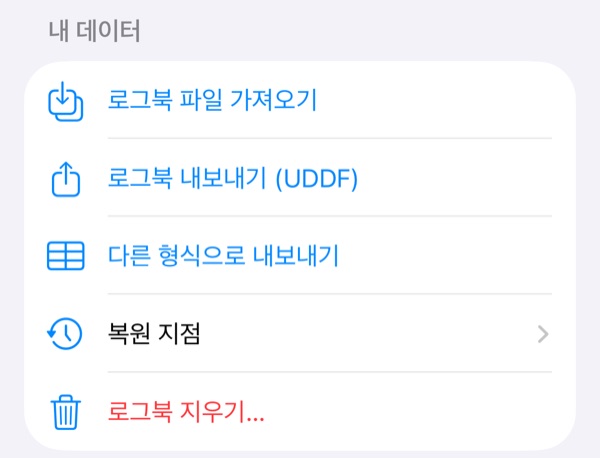 내 데이터
로그북 파일 가져오기
로그북 내보내기 (UDDF)
다른 형식으로 내보내기
복원 지점
로그북 지우기...